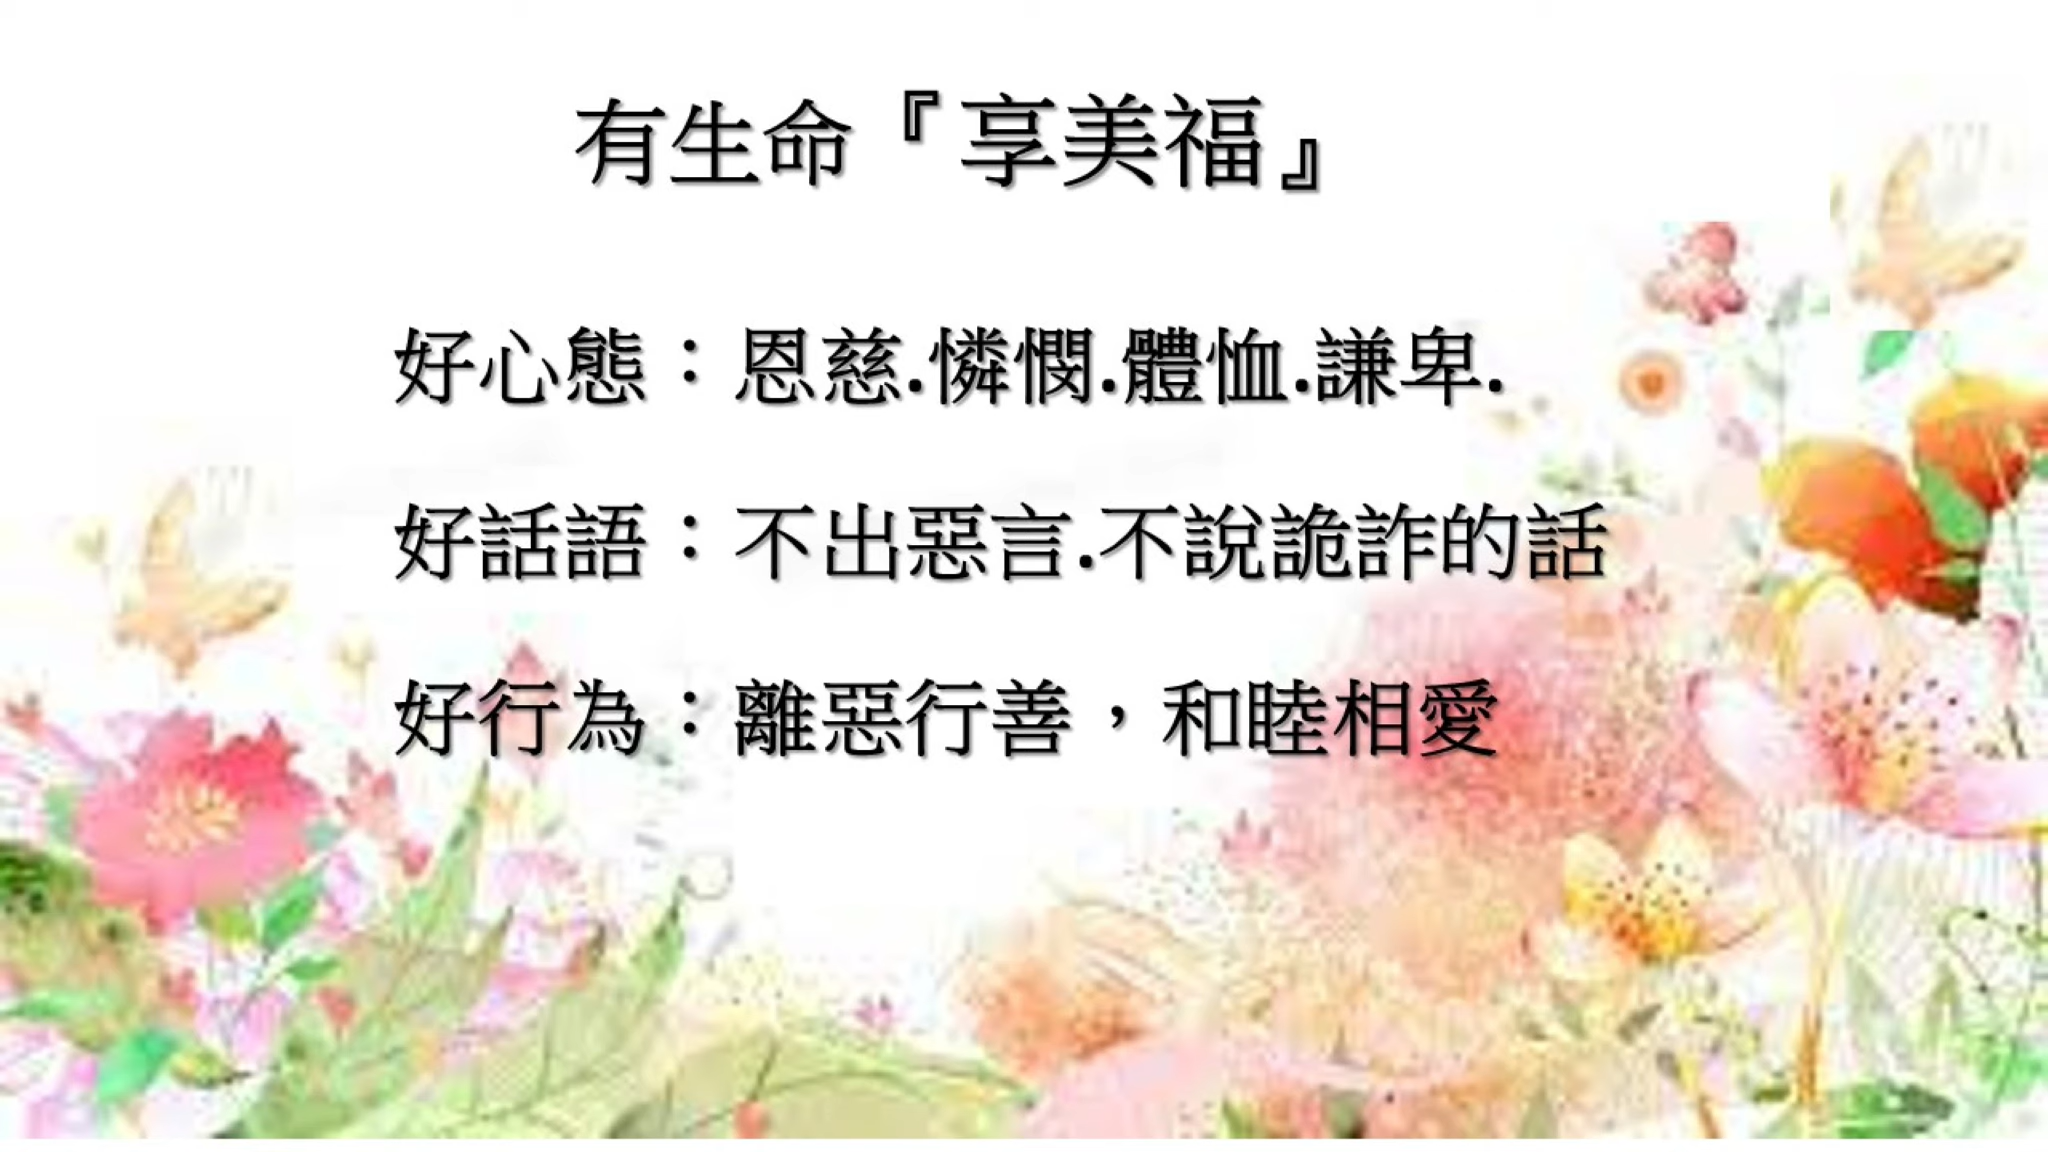 有生命『享美福』
好心態：恩慈.憐憫.體恤.謙卑.
好話語：不出惡言.不說詭詐的話
好行為：離惡行善，和睦相愛